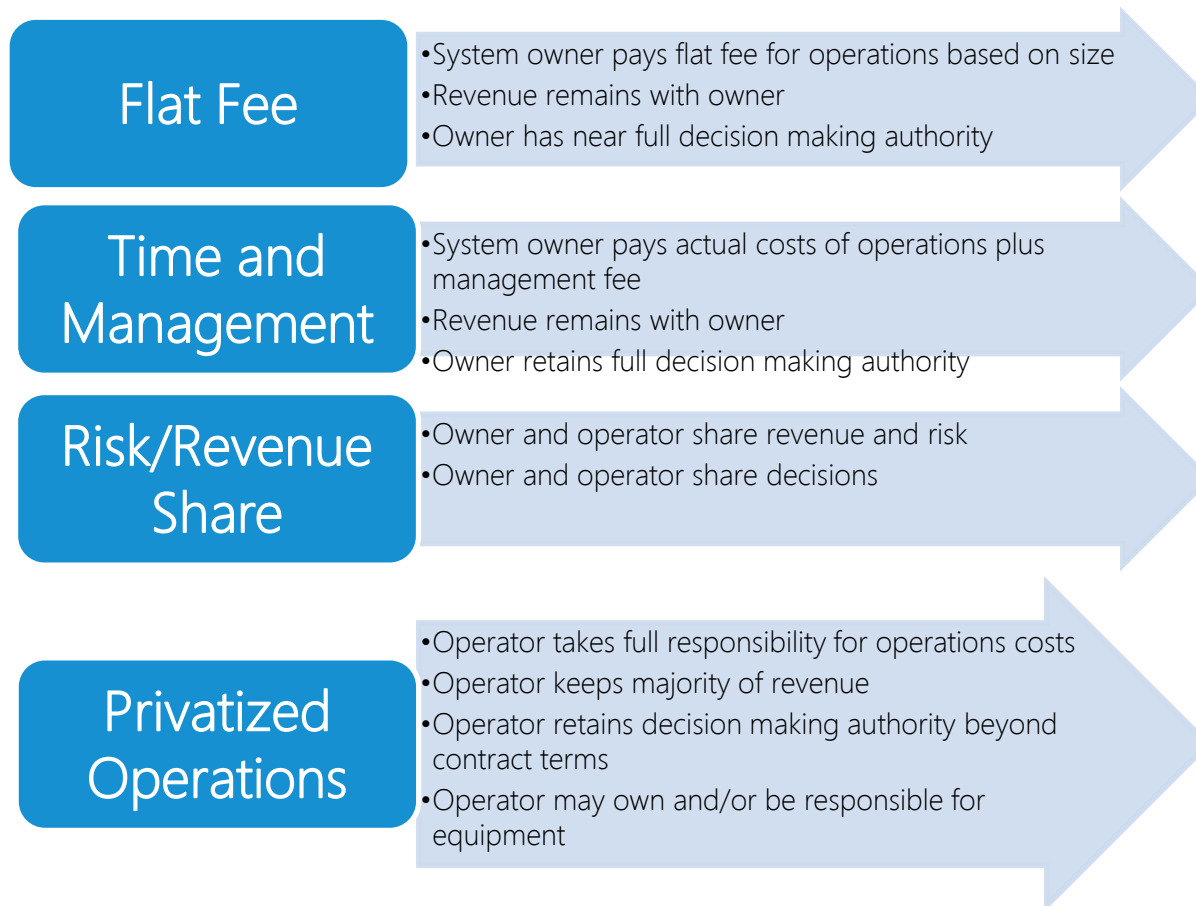 Flat Fee
•System owner pays flat fee for operations based on size
•Revenue remains with owner
•Owner has near full decision making authority
Time and
Management
•System owner pays actual costs of operations plus
management fee
•Revenue remains with owner
•Owner retains full decision making authority
Risk/Revenue
Share
•Owner and operator share revenue and risk
•Owner and operator share decisions
Privatized
Operations
•Operator takes full responsibility for operations costs
•Operator keeps majority of revenue
•Operator retains decision making authority beyond
contract terms
•Operator may own and/or be responsible for
equipment